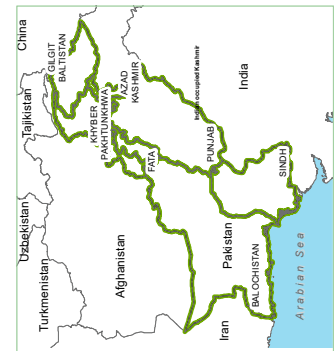 China
Uzbekistan
Tajikistan
Turkmenistan
GILGIT
BALTISTAN
KHYBER
PAKHTUNKHWA
Afghanistan
AZAD
KASHMIR
FATA
Indian occupied Kashmir
PUNJAB
Iran
Pakistan
India
BALOCHISTAN
SINDH
Arabian Sea